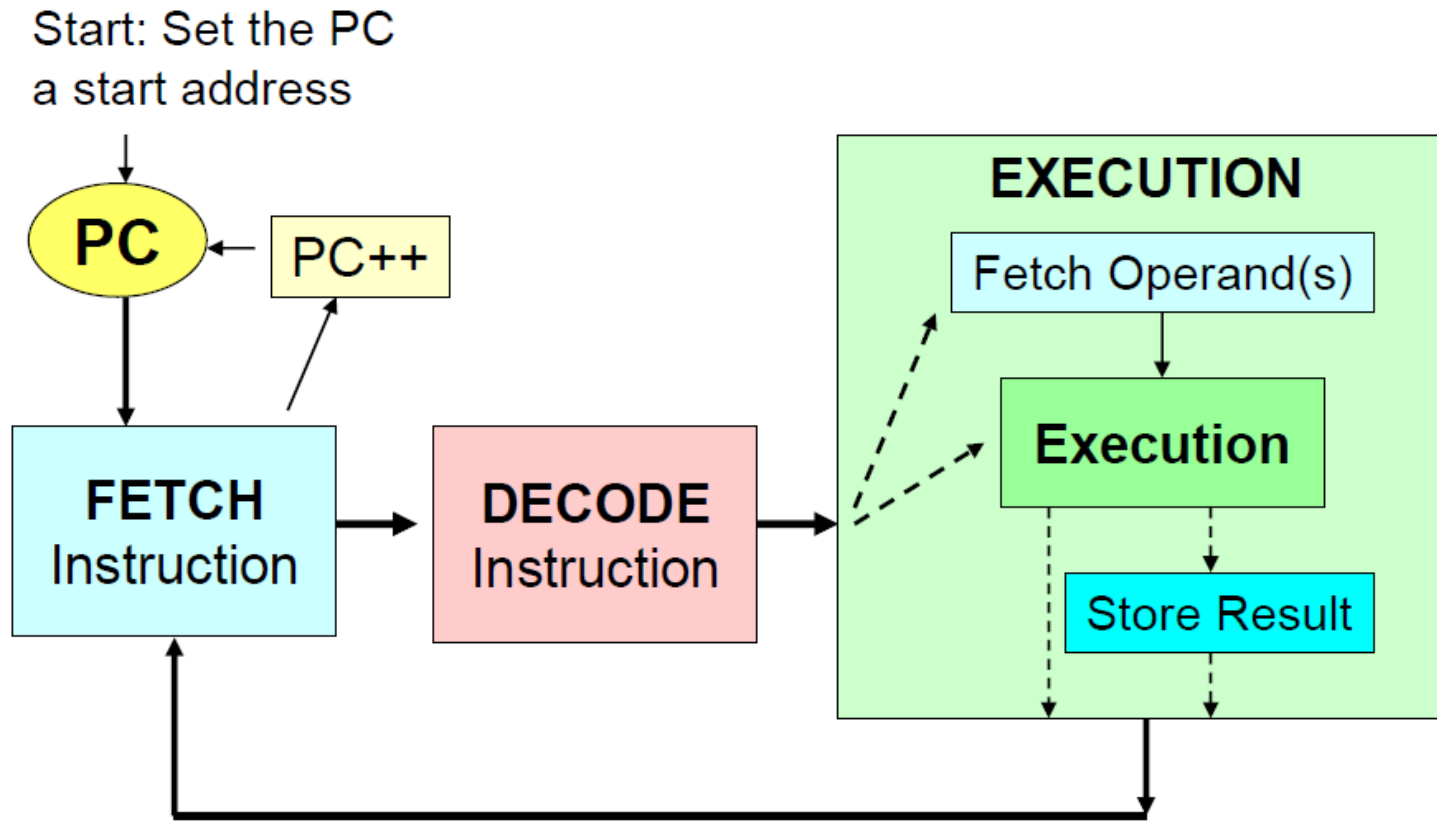 Start: Set the PC
a start address
PC
PC++
FETCH
Instruction
DECODE
Instruction
EXECUTION
Fetch Operand(s)
Execution
Store Result